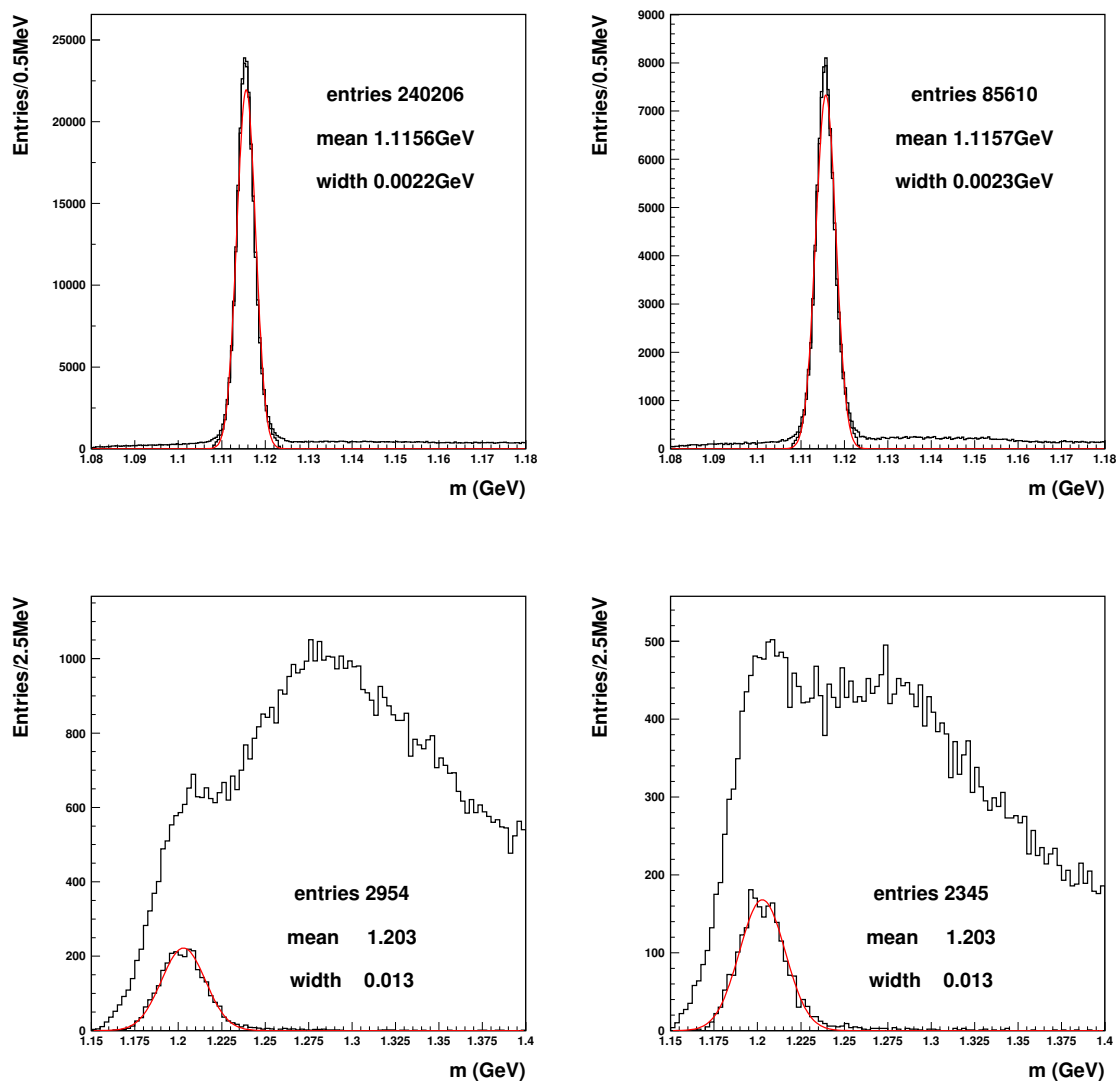 Entries/0.5MeV
25000
20000
15000
10000
5000
0
entries 240206
mean 1.1156GeV
width 0.0022GeV
1.08 1.09 1.1 1.11 1.12 1.13 1.14 1.15 1.16 1.17 1.18
m (GeV)
Entries/0.5MeV
9000
8000
7000
6000
5000
4000
3000
2000
1000
0
entries 85610
mean 1.1157GeV
width 0.0023GeV
1.08 1.09 1.1 1.11 1.12 1.13 1.14 1.15 1.16 1.17 1.18
m (GeV)
Entries/2.5MeV
1000
800
600
400
200
0
entries 2954
mean 1.203
width 0.013
1.15 1.175 1.2 1.225 1.25 1.275 1.3 1.325 1.35 1.375 1.4
m (GeV)
Entries/2.5MeV
500
400
300
200
100
0
entries 2345
mean 1.203
width 0.013
1.15 1.175 1.2 1.225 1.25 1.275 1.3 1.325 1.35 1.375 1.4
m (GeV)